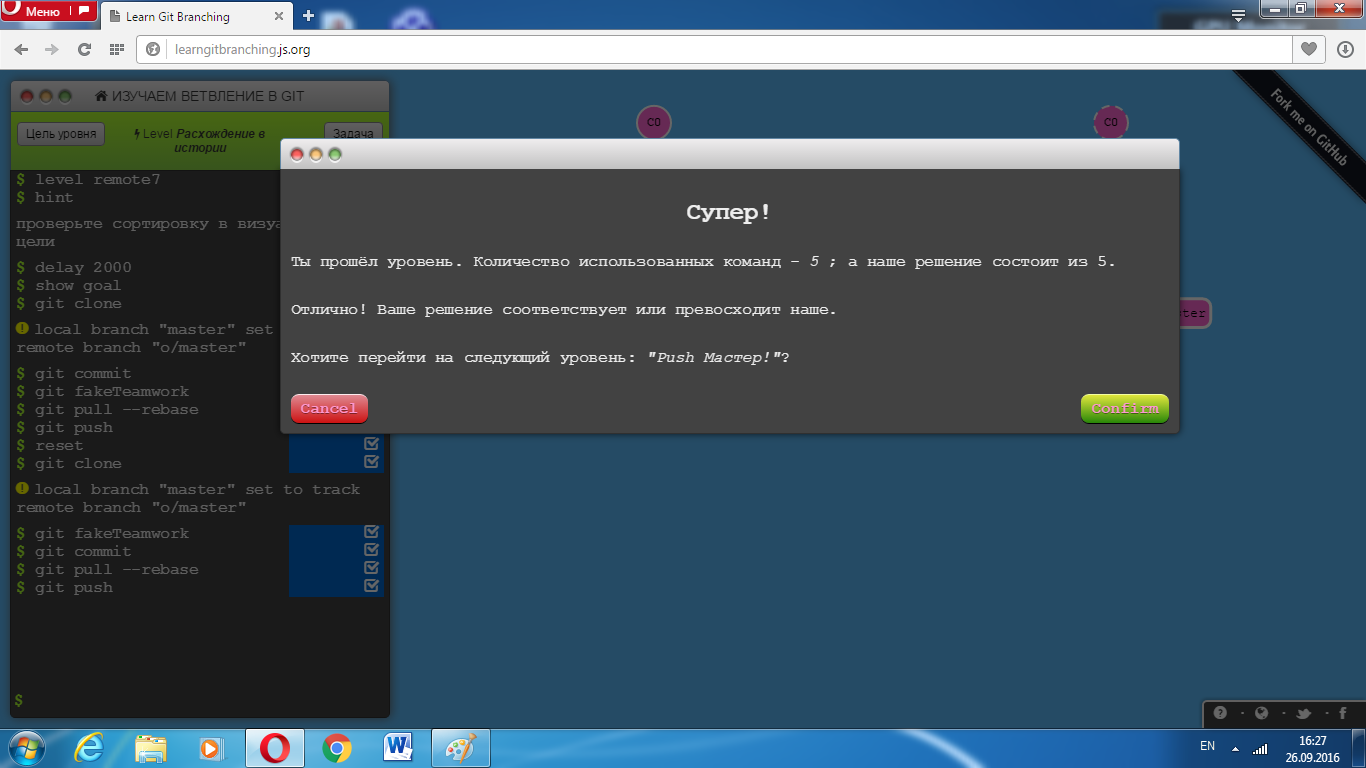 Меню
Learn Git Branching
learngitbranching.js.org
ИЗУЧАЕМ ВЕТВЛЕНИЕ В GIT
Цель уровня
Level Расхождение в
истории
Задача
$ level remote7
$ hint
проверьте сортировку в
цели
$ delay 2000
$ show goal
$ git clone
local branch "master" set
remote branch "o/master"
$ git commit
$ git fakeTeamwork
$ git pull --rebase
$ git push
$ reset
$ git clone
local branch "master" set to track
remote branch "o/master"
$ git fakeTeamwork
$ git commit
$ git pull --rebase
$ git push
$
C0
C0
Fork me on GitHub
Супер!
Ты прошёл уровень. Количество использованных команд - 5 ; а наше решение состоит из 5.
Отлично! Ваше решение соответствует или превосходит наше.
Хотите перейти на следующий уровень: "Push Мастер!"?
Cancel
Confirm
EN
16:27
26.09.2016